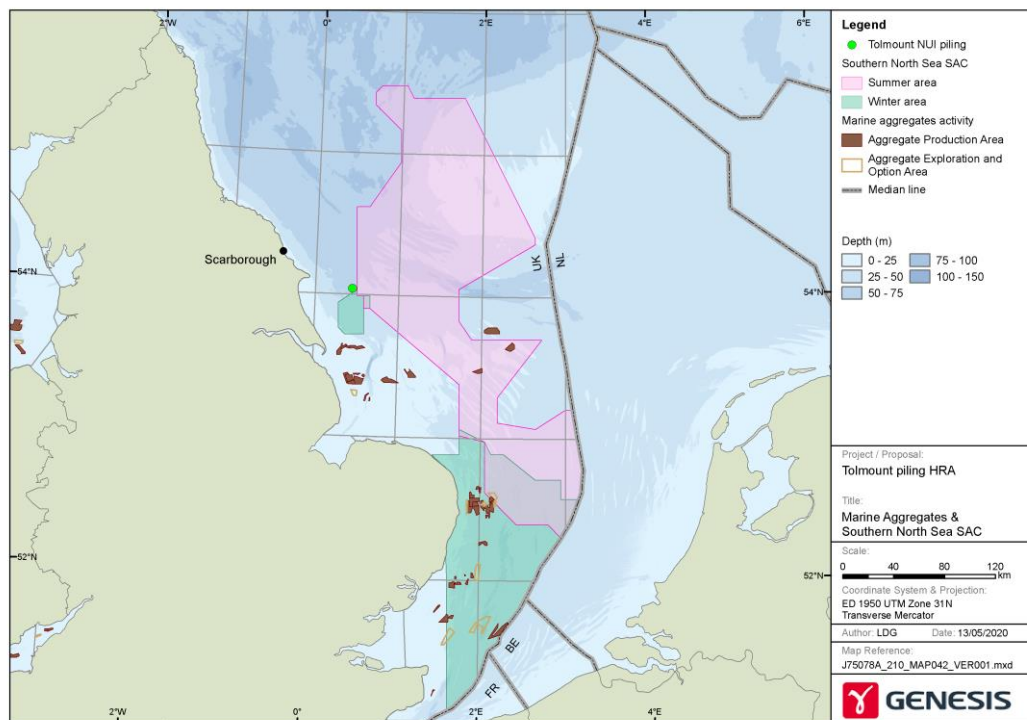 2°W
0°
2°E
4°E
6°E
Scarborough
54°N
54°N
UK
NL
52°N
52°N
BE
FR
2°W
0°
2°E
4°E
Legend
Tolmount NUI piling
Southern North Sea SAC
Summer area
Winter area
Marine aggregates activity
Aggregate Production Area
Aggregate Exploration and
Option Area
Median line
Depth (m)
0 - 25
75 - 100
25 - 50
100 - 150
50 - 75
Project / Proposal:
Tolmount piling HRA
Title:
Marine Aggregates &
Southern North Sea SAC
Scale:
0 40 80 120
km
Coordinate System & Projection:
ED 1950 UTM Zone 31N
Transverse Mercator
Author: LDG Date: 13/05/2020
Map Reference:
J75078A_210_MAP042_VER001.mxd
GENESIS